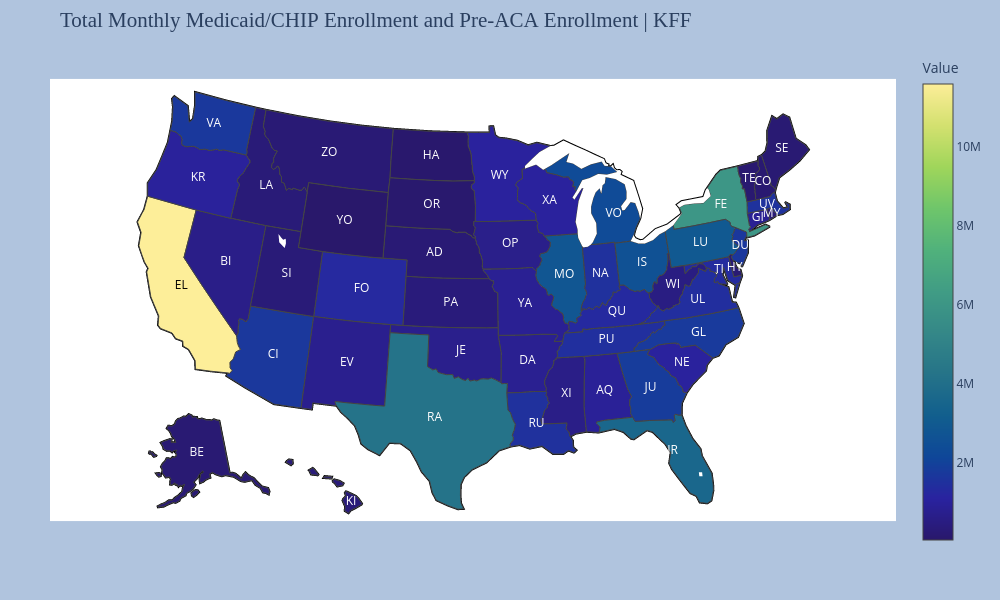 Total Monthly Medicaid/CHIP Enrollment and Pre-ACA Enrollment | KFF
Value
VA
ZO
HA
SE
KR
LA
WY
TE
CO
OR
XA
YO
VO
FE
UV
GI
MY
BI
SI
AD
OP
LU
DU
EL
MO
NA
IS
TI
HY
FO
PA
YA
WI
UL
QU
CI
EV
JE
DA
PU
GL
NE
RA
XI
AQ
JU
RU
IR
BE
KI
10M
8M
6M
4M
2M